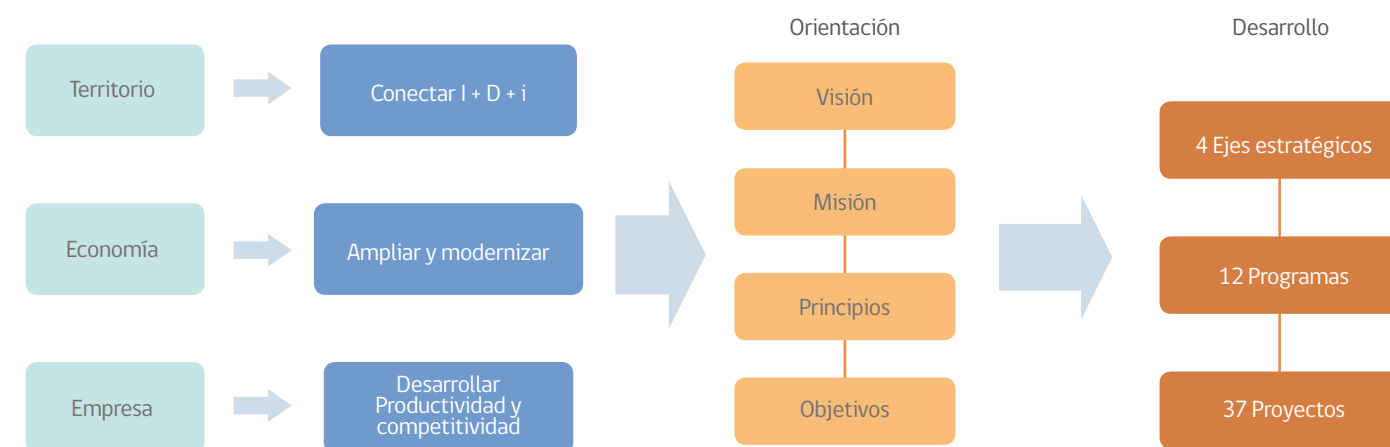 Orientación
Desarrollo
Territorio
Conectar I + D + i
Visión
4 Ejes estratégicos
Misión
Economía
Ampliar y modernizar
12 Programas
Principios
Empresa
Desarrollar
Productividad y
competitividad
Objetivos
37 Proyectos